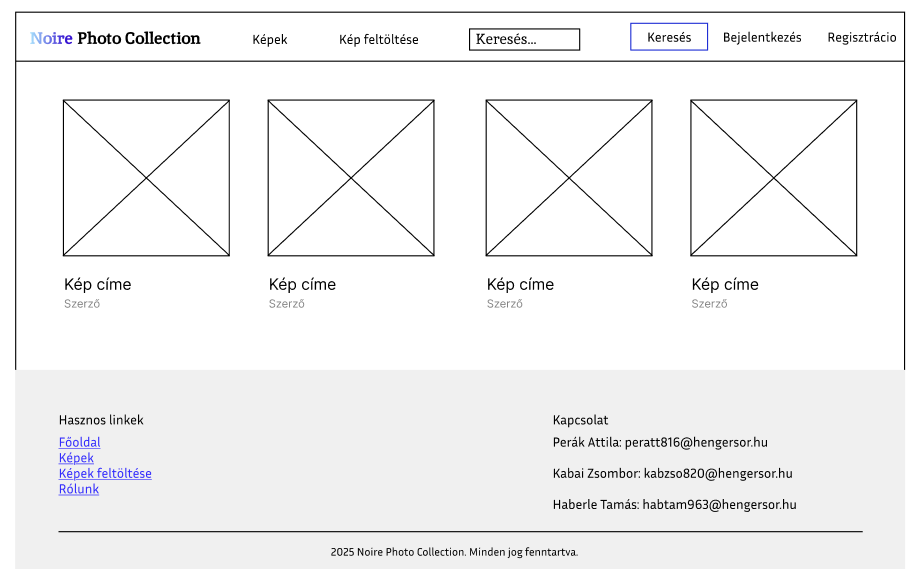 Noire Photo Collection Képek Kép feltöltése Keresés... Keresés Bejelentkezés Regisztrácio
Kép címe Kép címe Kép címe Kép címe
Szerző Szerző Szerző Szerző
Hasznos linkek
Főoldal
Képek
Képek feltöltése
Rólunk
Kapcsolat
Perák Attila: peratt816@hengersor.hu
Kabai Zsombor: kabzso820@hengersor.hu
Haberle Tamás: habtam963@hengersor.hu
2025 Noire Photo Collection. Minden jog fenntartva.